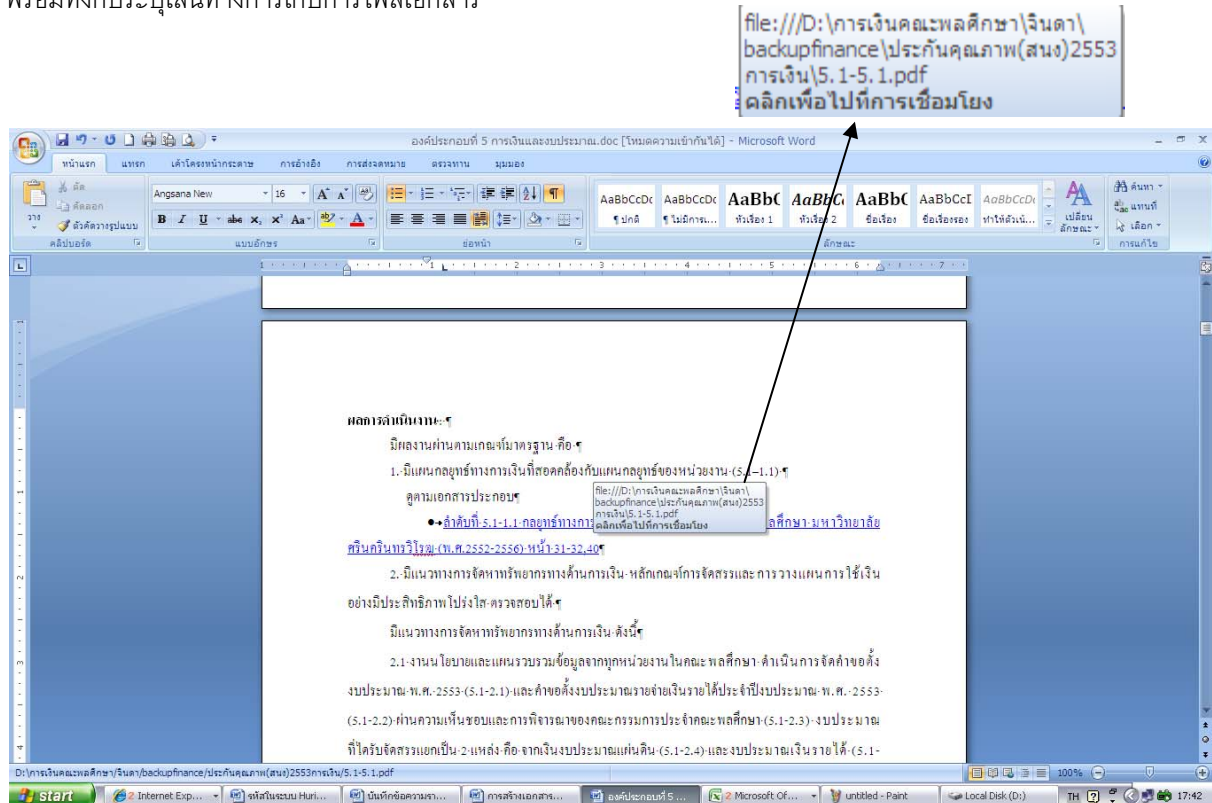 พร้อมทั้งระบุเส้นทางการเก็บการไฟล์เอกสาร
file:///D:\การเงินคณะพลศึกษา\จินดา\
backupfinance\ประกันคุณภาพ(สนง)2553
การเงิน\5.1-5.1.pdf
คลิกเพื่อไปที่การเชื่อมโยง
องค์ประกอบที่ 5 การเงินและงบประมาณ.doc [โหมดความเข้ากันได้] - Microsoft Word
หน้าแรก แทรก เค้าโครงหน้ากระดาษ การอ้างอิง การส่งจดหมาย ตรวจทาน มุมมอง
วาง ตัด คัดลอก ตัวคัดวางรูปแบบ
Angsana New 16
AaBbCcDc AaBbCcDc AaBbC AaBbC AaBbC AaBbCcI AaBbCcDc
¶ ปกติ ¶ ไม่มีการเ... หัวเรื่อง 1 หัวเรื่อง 2 ชื่อเรื่อง ชื่อเรื่องรอง ทำให้ตัวเน้...
เปลี่ยนลักษณะ ค้นหา แทนที่ เลือก
คลิปบอร์ด แบบอักษร ย่อหน้า ลักษณะ การแก้ไข
ผลการดำเนินงาน:·¶
มีผลงานผ่านตามเกณฑ์มาตรฐาน·คือ·¶
1.·มีแผนกลยุทธ์ทางการเงินที่สอดคล้องกับแผนกลยุทธ์ของหน่วยงาน·(5.1–1.1)·¶
ดูตามเอกสารประกอบ¶
file:///D:\การเงินคณะพลศึกษา\จินดา\
backupfinance\ประกันคุณภาพ(สนง)2553
การเงิน\5.1-5.1.pdf
คลิกเพื่อไปที่การเชื่อมโยง
●→ลำดับที่·5.1-1.1·กลยุทธ์ทางการ ลศึกษา·มหาวิทยาลัย
ศรีนครินทรวิโรฒ·(พ.ศ.2552-2556)·หน้า·31-32,40¶
2.·มีแนวทางการจัดหาทรัพยากรทางด้านการเงิน·หลักเกณฑ์การจัดสรรและการวางแผนการใช้เงิน
อย่างมีประสิทธิภาพโปร่งใส·ตรวจสอบได้·¶
มีแนวทางการจัดหาทรัพยากรทางด้านการเงิน·ดังนี้¶
2.1·งานนโยบายและแผนรวบรวมข้อมูลจากทุกหน่วยงานในคณะพลศึกษา·ดำเนินการจัดคำขอตั้ง
งบประมาณ·พ.ศ.·2553·(5.1-2.1)·และคำขอตั้งงบประมาณรายจ่ายเงินรายได้ประจำปีงบประมาณ·พ.ศ.·2553·
(5.1-2.2)·ผ่านความเห็นชอบและการพิจารณาของคณะกรรมการประจำคณะพลศึกษา·(5.1-2.3)·งบประมาณ
ที่ได้รับจัดสรรแยกเป็น·2·แหล่ง·คือ·จากเงินงบประมาณแผ่นดิน·(5.1-2.4)·และงบประมาณเงินรายได้·(5.1-
D:\การเงินคณะพลศึกษา/จินดา/backupfinance/ประกันคุณภาพ(สนง)2553การเงิน/5.1-5.1.pdf 100%
start 2 Internet Exp... รหัสในระบบ Huri... บันทึกข้อความรา... การสร้างเอกสาร... องค์ประกอบที่ 5 ... 2 Microsoft Of... untitled - Paint Local Disk (D:) TH 17:42